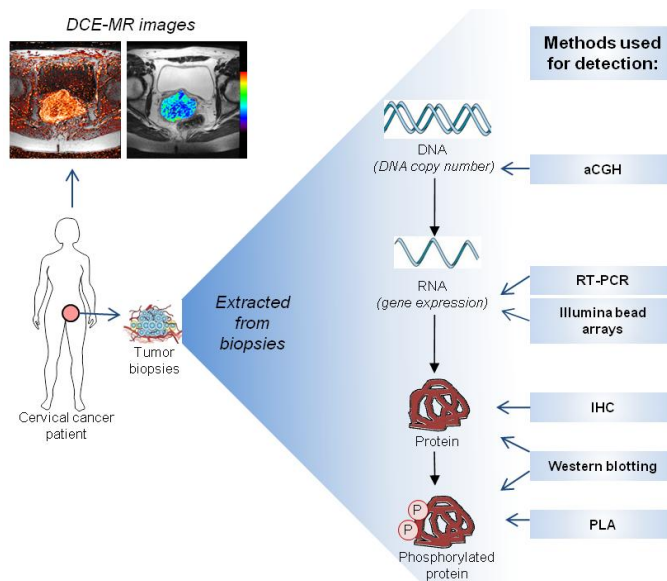 DCE-MR images
Cervical cancer
patient
Tumor
biopsies
Extracted
from
biopsies
DNA
(DNA copy number)
RNA
(gene expression)
Protein
P
P
Phosphorylated
protein
Methods used
for detection:
aCGH
RT-PCR
Illumina bead
arrays
IHC
Western blotting
PLA